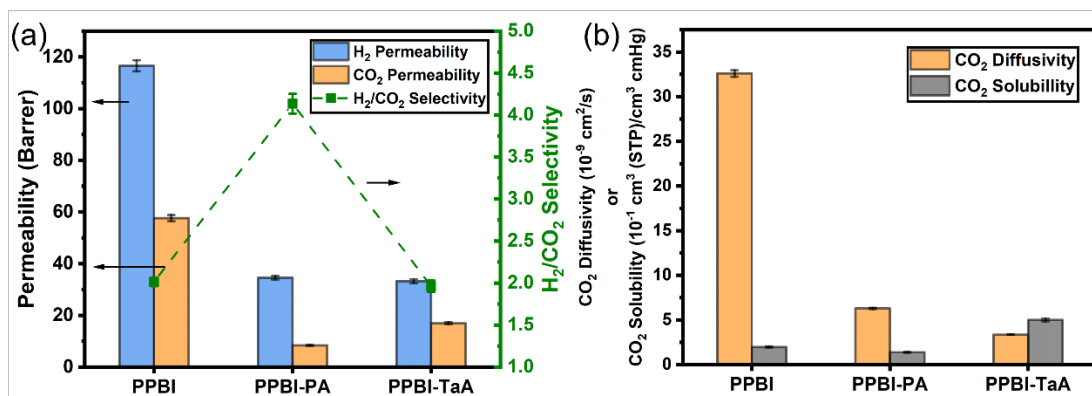 (a)
H2 Permeability
CO2 Permeability
H2/CO2 Selectivity
Permeability (Barrer)
120
100
80
60
40
20
0
PPBI
PPBI-PA
PPBI-TaA
5.0
4.5
4.0
3.5
3.0
2.5
2.0
1.5
1.0
H2/CO2 Selectivity
(b)
CO2 Diffusivity
CO2 Solubillity
CO2 Diffusivity (10-9 cm2/s)
or
CO2 Solubility (10-1 cm3 (STP)/cm3 cmHg)
35
30
25
20
15
10
5
0
PPBI
PPBI-PA
PPBI-TaA